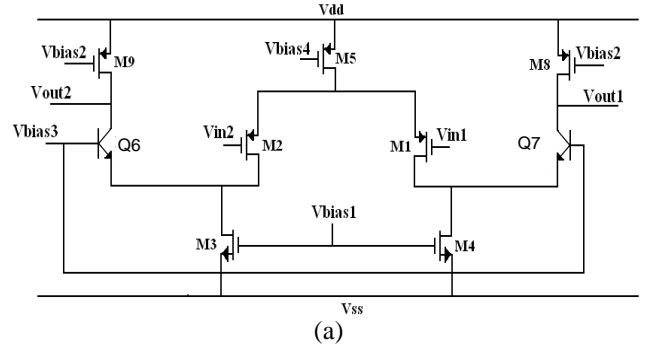 Vdd
Vbias2
M9
Vbias4
M5
M8
Vbias2
Vout2
Vout1
Vbias3
Q6
Vin2
M2
M1
Vin1
Q7
Vbias1
M3
M4
Vss
(a)